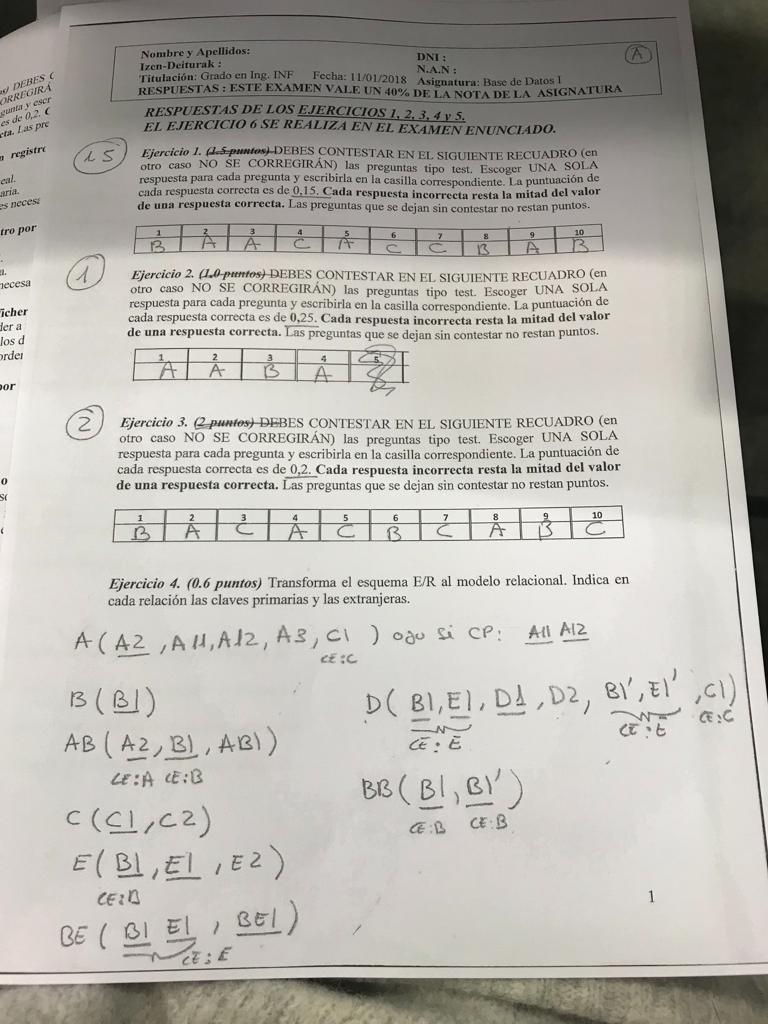 Nombre y Apellidos:
DNI :
Izen-Deiturak :
N.A.N :
A
Titulación: Grado en Ing. INF Fecha: 11/01/2018 Asignatura: Base de Datos I
RESPUESTAS : ESTE EXAMEN VALE UN 40% DE LA NOTA DE LA ASIGNATURA
RESPUESTAS DE LOS EJERCICIOS 1, 2, 3, 4 y 5.
EL EJERCICIO 6 SE REALIZA EN EL EXAMEN ENUNCIADO.
1.5
Ejercicio 1. (1.5 puntos) DEBES CONTESTAR EN EL SIGUIENTE RECUADRO (en
otro caso NO SE CORREGIRÁN) las preguntas tipo test. Escoger UNA SOLA
respuesta para cada pregunta y escribirla en la casilla correspondiente. La puntuación de
cada respuesta correcta es de 0,15. Cada respuesta incorrecta resta la mitad del valor
de una respuesta correcta. Las preguntas que se dejan sin contestar no restan puntos.
1 2 3 4 5 6 7 8 9 10
B A A C A C C B A B
1
Ejercicio 2. (1.0 puntos) DEBES CONTESTAR EN EL SIGUIENTE RECUADRO (en
otro caso NO SE CORREGIRÁN) las preguntas tipo test. Escoger UNA SOLA
respuesta para cada pregunta y escribirla en la casilla correspondiente. La puntuación de
cada respuesta correcta es de 0,25. Cada respuesta incorrecta resta la mitad del valor
de una respuesta correcta. Las preguntas que se dejan sin contestar no restan puntos.
1 2 3 4 5
A A B A
2
Ejercicio 3. (2 puntos) DEBES CONTESTAR EN EL SIGUIENTE RECUADRO (en
otro caso NO SE CORREGIRÁN) las preguntas tipo test. Escoger UNA SOLA
respuesta para cada pregunta y escribirla en la casilla correspondiente. La puntuación de
cada respuesta correcta es de 0,2. Cada respuesta incorrecta resta la mitad del valor
de una respuesta correcta. Las preguntas que se dejan sin contestar no restan puntos.
1 2 3 4 5 6 7 8 9 10
B A C A C B C A B C
Ejercicio 4. (0.6 puntos) Transforma el esquema E/R al modelo relacional. Indica en
cada relación las claves primarias y las extranjeras.
A ( A2 , A11, A12, A3, C1 ) ojo si CP: A11 A12
CE:C
B ( B1 )
D ( B1, E1, D1, D2, B1', E1' , C1 )
CE:E CE:E CE:C
AB ( A2, B1, AB1 )
CE:A CE:B
BB ( B1, B1' )
CE:B CE:B
C ( C1, C2 )
E ( B1, E1, E2 )
CE:B
BE ( B1 E1 , BE1 )
CE:E
1